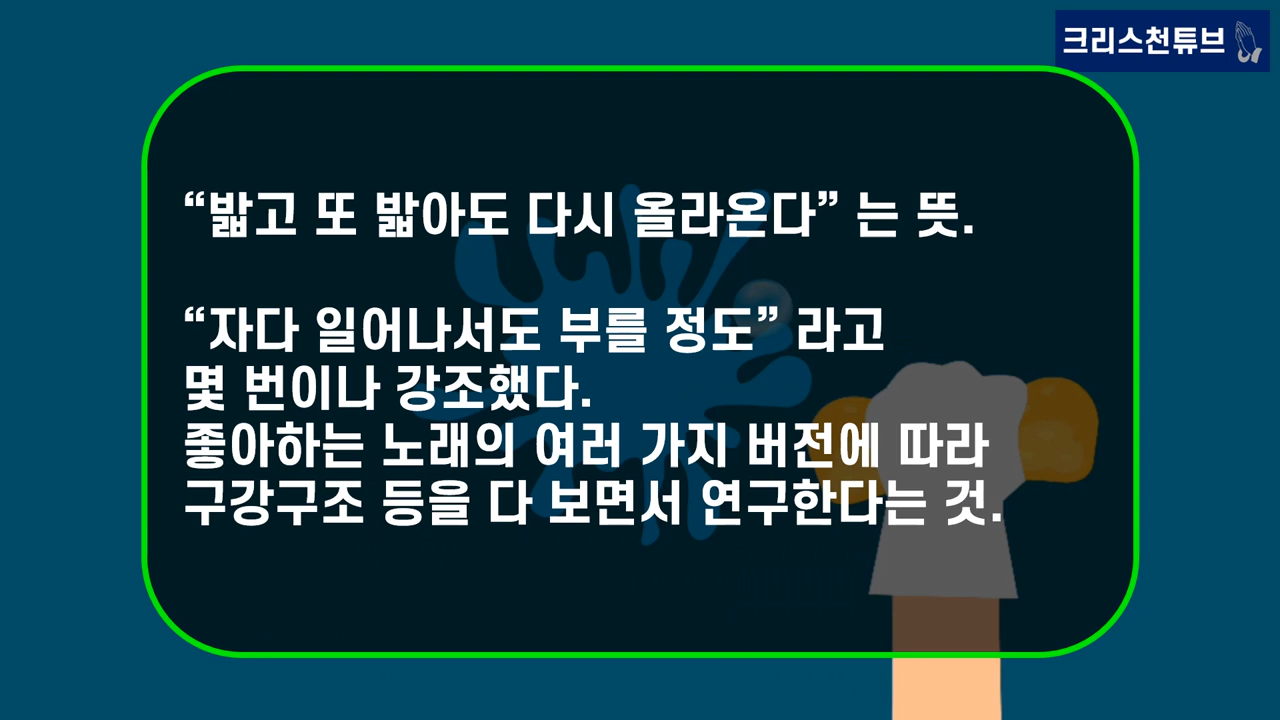 크리스천튜브
“밟고 또 밟아도 다시 올라온다” 는 뜻.
“자다 일어나서도 부를 정도” 라고
몇 번이나 강조했다.
좋아하는 노래의 여러 가지 버전에 따라
구강구조 등을 다 보면서 연구한다는 것.